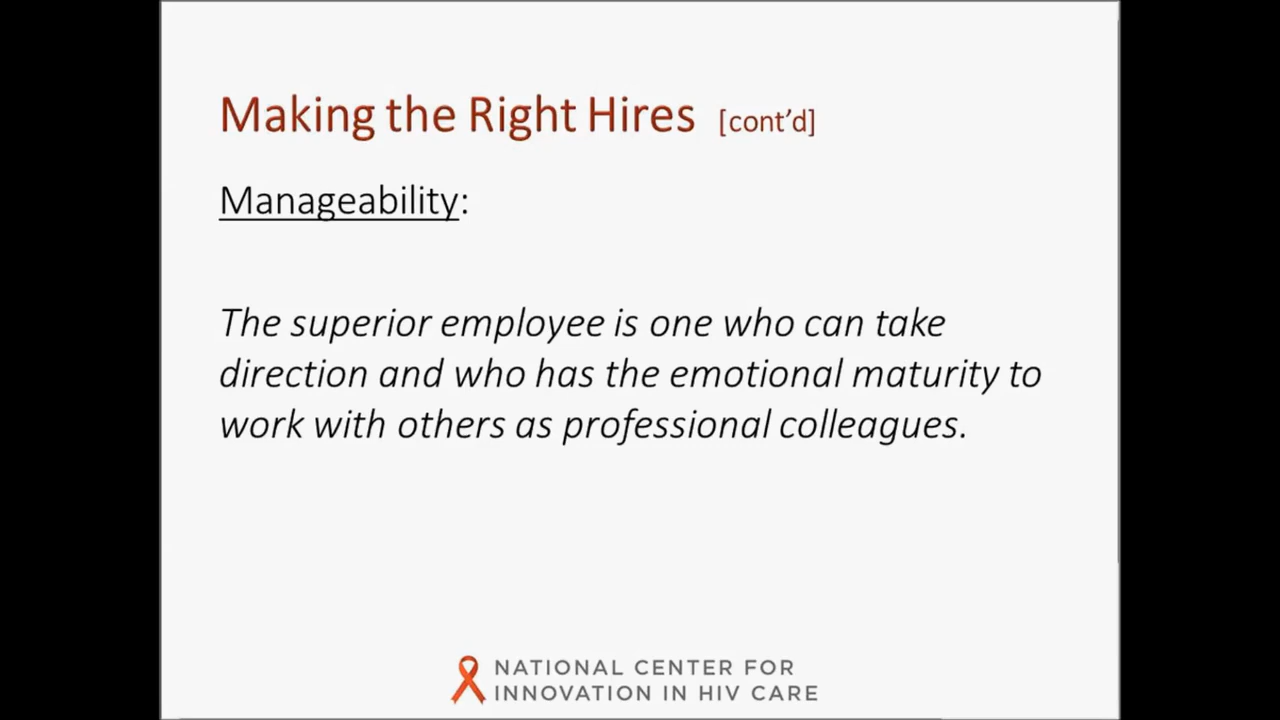 Making the Right Hires [cont’d]
Manageability:
The superior employee is one who can take
direction and who has the emotional maturity to
work with others as professional colleagues.
NATIONAL CENTER FOR
INNOVATION IN HIV CARE